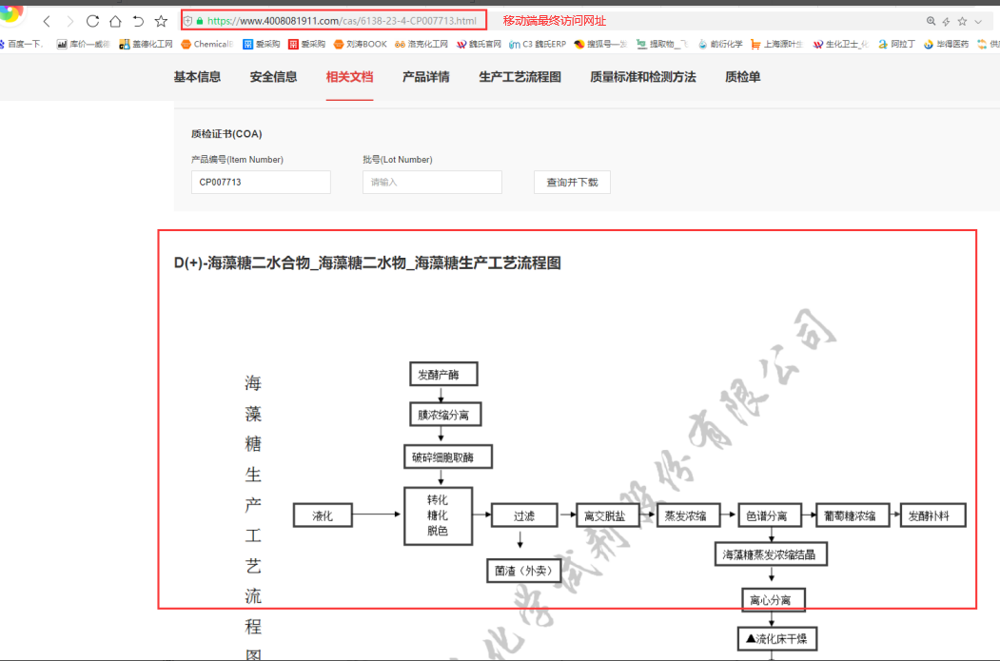 https://www.4008081911.com/cas/6138-23-4-CP007713.html 移动端最终访问网址
百度一下, 库价—威 盖德化工网 Chemical 爱采购 爱采购 刘涛BOOK 浩克化工网 魏氏官网 C3 魏氏ERP 搜狐号—发 提取物_ 前衍化学 上海源叶生 生化卫士_化 阿拉丁 毕得医药 供
基本信息 安全信息 相关文档 产品详情 生产工艺流程图 质量标准和检测方法 质检单
质检证书(COA)
产品编号(Item Number) 批号(Lot Number)
CP007713 请输入 查询并下载
D(+)-海藻糖二水合物_海藻糖二水物_海藻糖生产工艺流程图
海藻糖生产工艺流程图
发酵产酶
膜浓缩分离
破碎细胞取酶
液化
转化
糖化
脱色
过滤
离交脱盐
蒸发浓缩
色谱分离
葡萄糖浓缩
发酵补料
菌渣（外卖）
海藻糖蒸发浓缩结晶
离心分离
▲流化床干燥
化学试剂股份有限公司